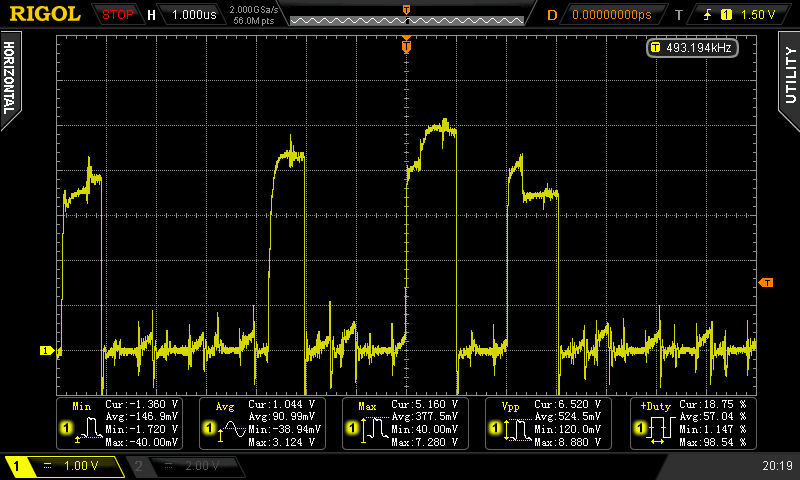 RIGOL STOP H 1.000us 2.000GSa/s 56.0M pts T D 0.00000000ps T 1 1.50 V
HORIZONTAL
UTILITY
T
T 493.194kHz
T
1
Min Cur:-1.360 V
Avg:-146.9mV
1 Min:-1.720 V
Max:-40.00mV
Avg Cur:1.044 V
Avg:90.99mV
1 Min:-38.94mV
Max:3.124 V
Max Cur:5.160 V
Avg:377.5mV
1 Min:40.00mV
Max:7.280 V
Vpp Cur:6.520 V
Avg:524.5mV
1 Min:120.0mV
Max:8.880 V
+Duty Cur:18.75 %
Avg:57.04 %
1 Min:1.147 %
Max:98.54 %
1 1.00 V 2 2.00 V 20:19